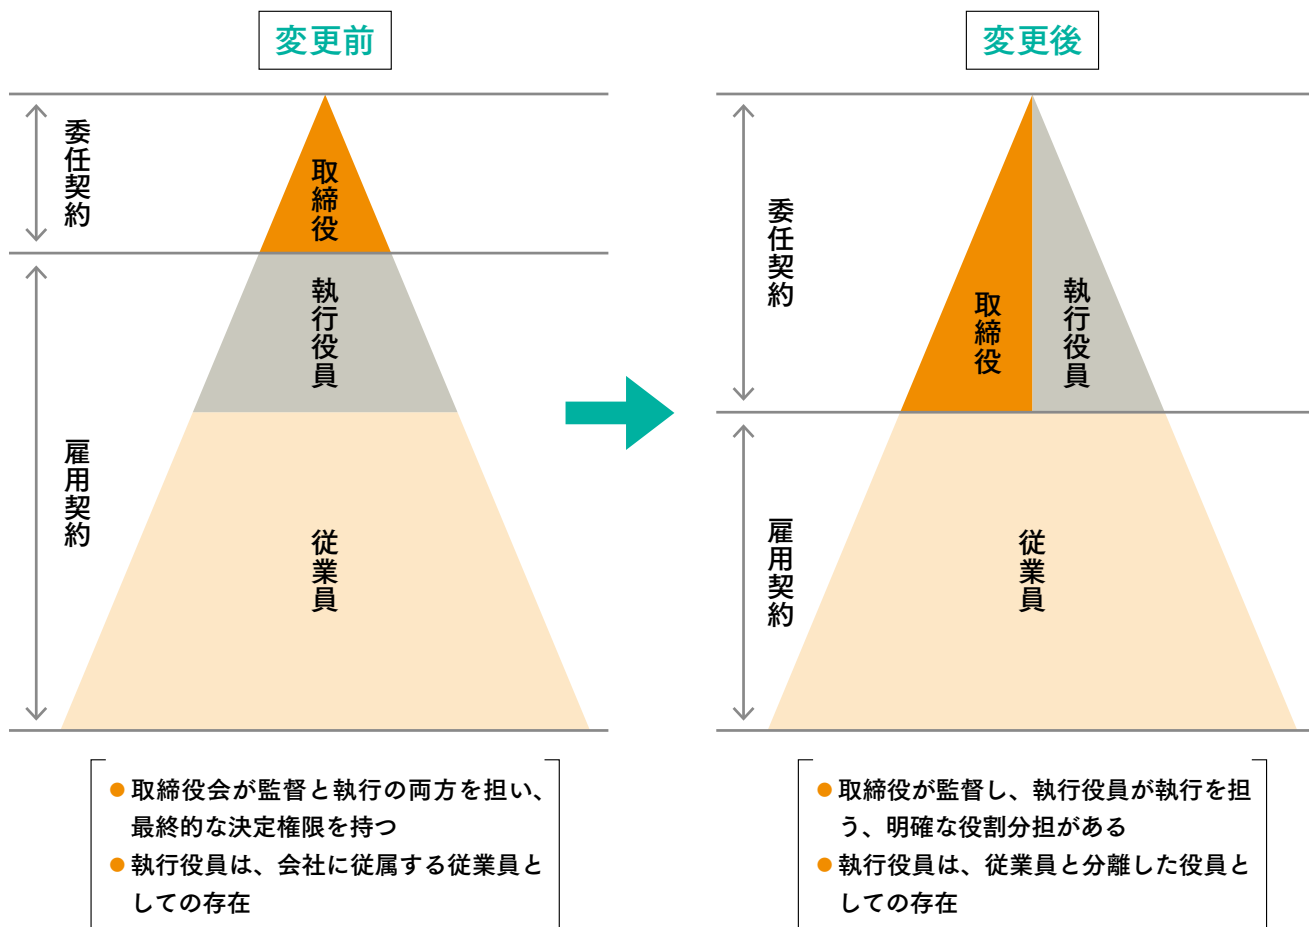 変更前
委任契約
取締役
執行役員
雇用契約
従業員
取締役会が監督と執行の両方を担い、
最終的な決定権限を持つ
執行役員は、会社に従属する従業員と
しての存在
変更後
委任契約
取締役
執行役員
雇用契約
従業員
取締役が監督し、執行役員が執行を担
う、明確な役割分担がある
執行役員は、従業員と分離した役員と
しての存在